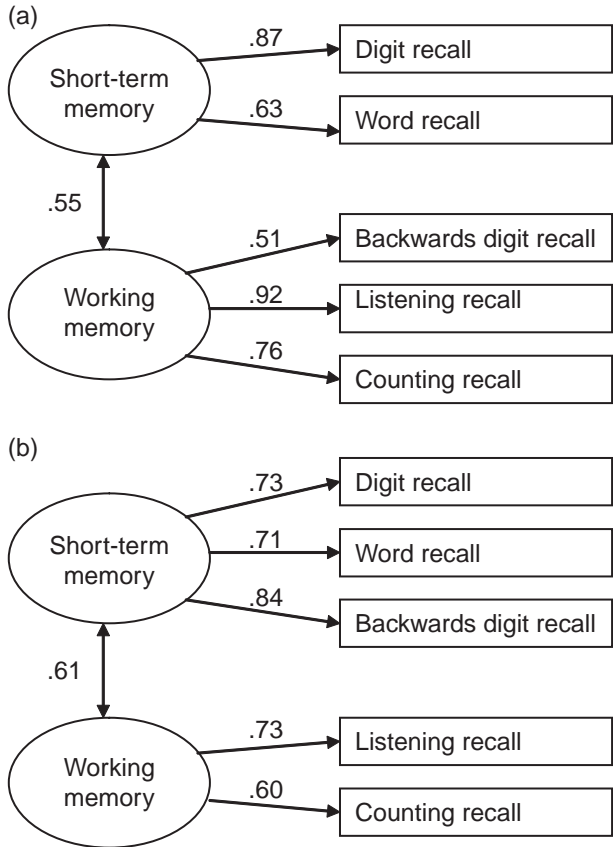 (a)
.87
Digit recall
Short-term
memory
.63
Word recall
.55
.51
Backwards digit recall
Working
memory
.92
Listening recall
.76
Counting recall
(b)
.73
Digit recall
Short-term
memory
.71
Word recall
.84
Backwards digit recall
.61
.73
Listening recall
Working
memory
.60
Counting recall